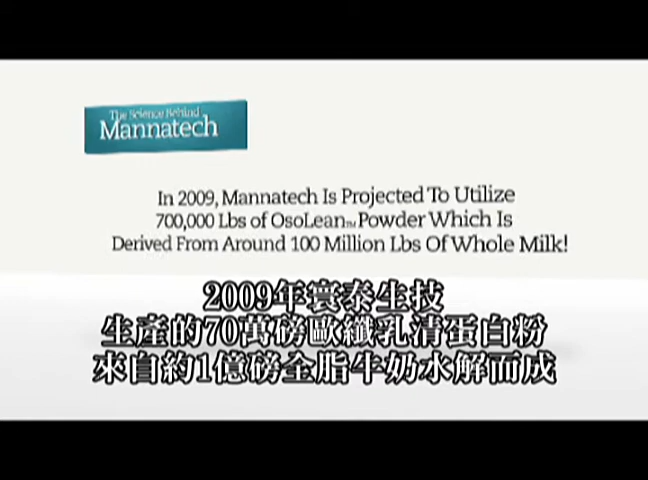 The Science Behind
Mannatech
In 2009, Mannatech Is Projected To Utilize
700,000 Lbs of OsoLean™ Powder Which Is
Derived From Around 100 Million Lbs Of Whole Milk!
2009年寰泰生技
生產的70萬磅歐纖乳清蛋白粉
來自約1億磅全脂牛奶水解而成